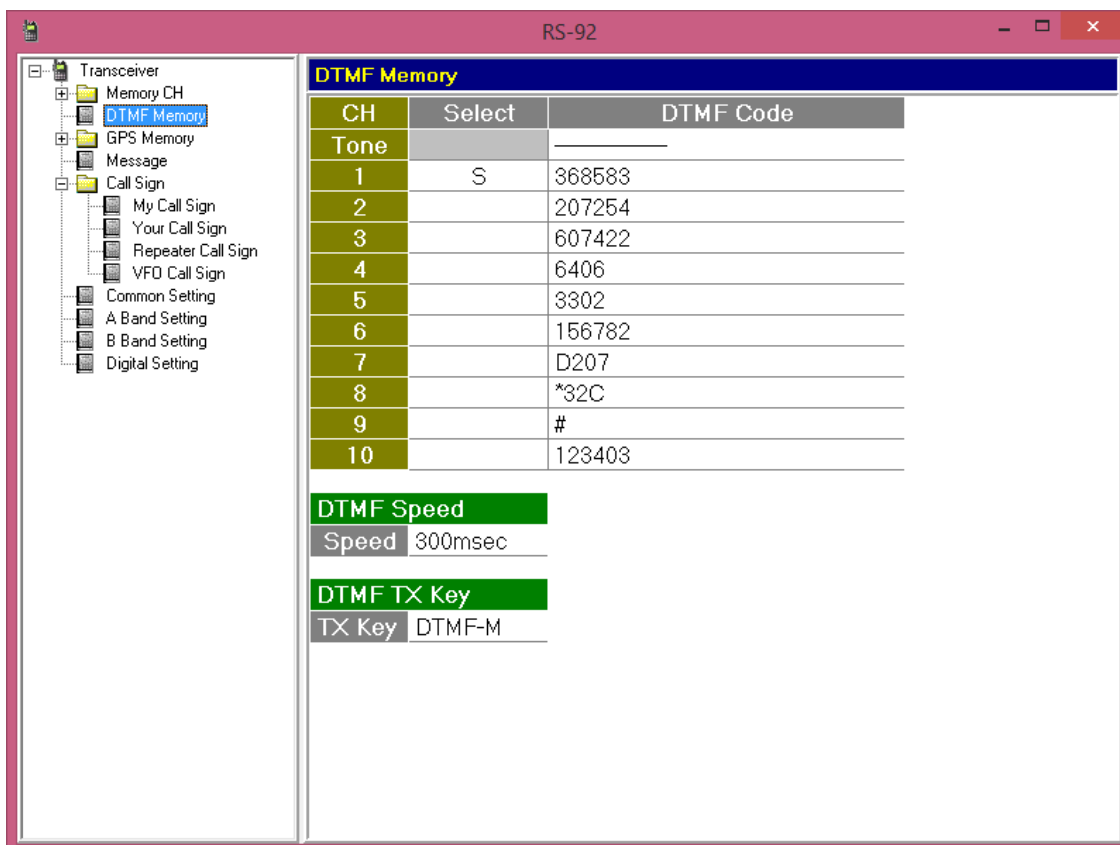 RS-92
Transceiver
Memory CH
DTMF Memory
GPS Memory
Message
Call Sign
My Call Sign
Your Call Sign
Repeater Call Sign
VFO Call Sign
Common Setting
A Band Setting
B Band Setting
Digital Setting
DTMF Memory
CH Select DTMF Code
Tone
1 S 368583
2 207254
3 607422
4 6406
5 3302
6 156782
7 D207
8 *32C
9 #
10 123403
DTMF Speed
Speed 300msec
DTMF TX Key
TX Key DTMF-M